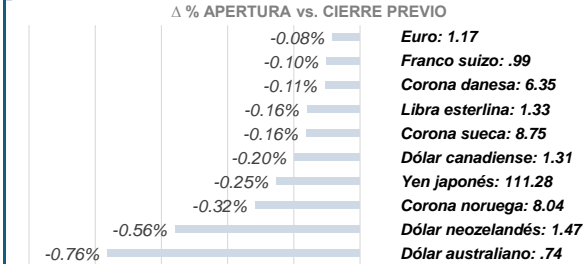 Δ % APERTURA vs. CIERRE PREVIO
-0.08% Euro: 1.17
-0.10% Franco suizo: .99
-0.11% Corona danesa: 6.35
-0.16% Libra esterlina: 1.33
-0.16% Corona sueca: 8.75
-0.20% Dólar canadiense: 1.31
-0.25% Yen japonés: 111.28
-0.32% Corona noruega: 8.04
-0.56% Dólar neozelandés: 1.47
-0.76% Dólar australiano: .74